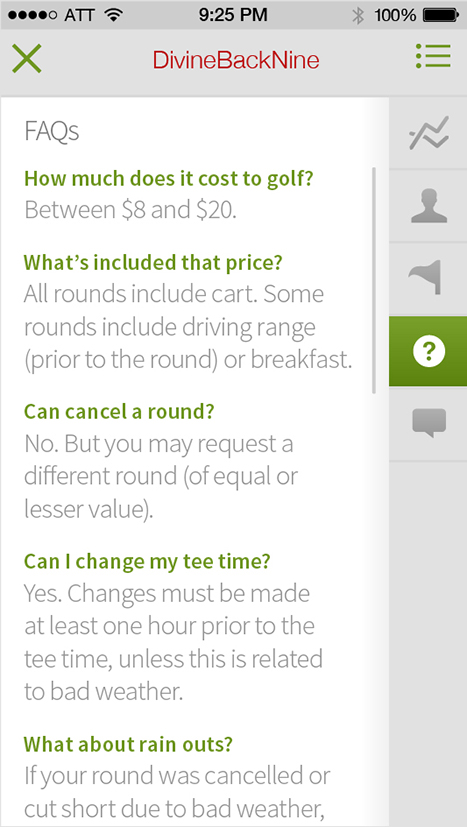 ATT 9:25 PM 100%
DivineBackNine
FAQs
How much does it cost to golf?
Between $8 and $20.
What's included that price?
All rounds include cart. Some
rounds include driving range
(prior to the round) or breakfast.
Can cancel a round?
No. But you may request a
different round (of equal or
lesser value).
Can I change my tee time?
Yes. Changes must be made
at least one hour prior to the
tee time, unless this is related
to bad weather.
What about rain outs?
If your round was cancelled or
cut short due to bad weather,
?